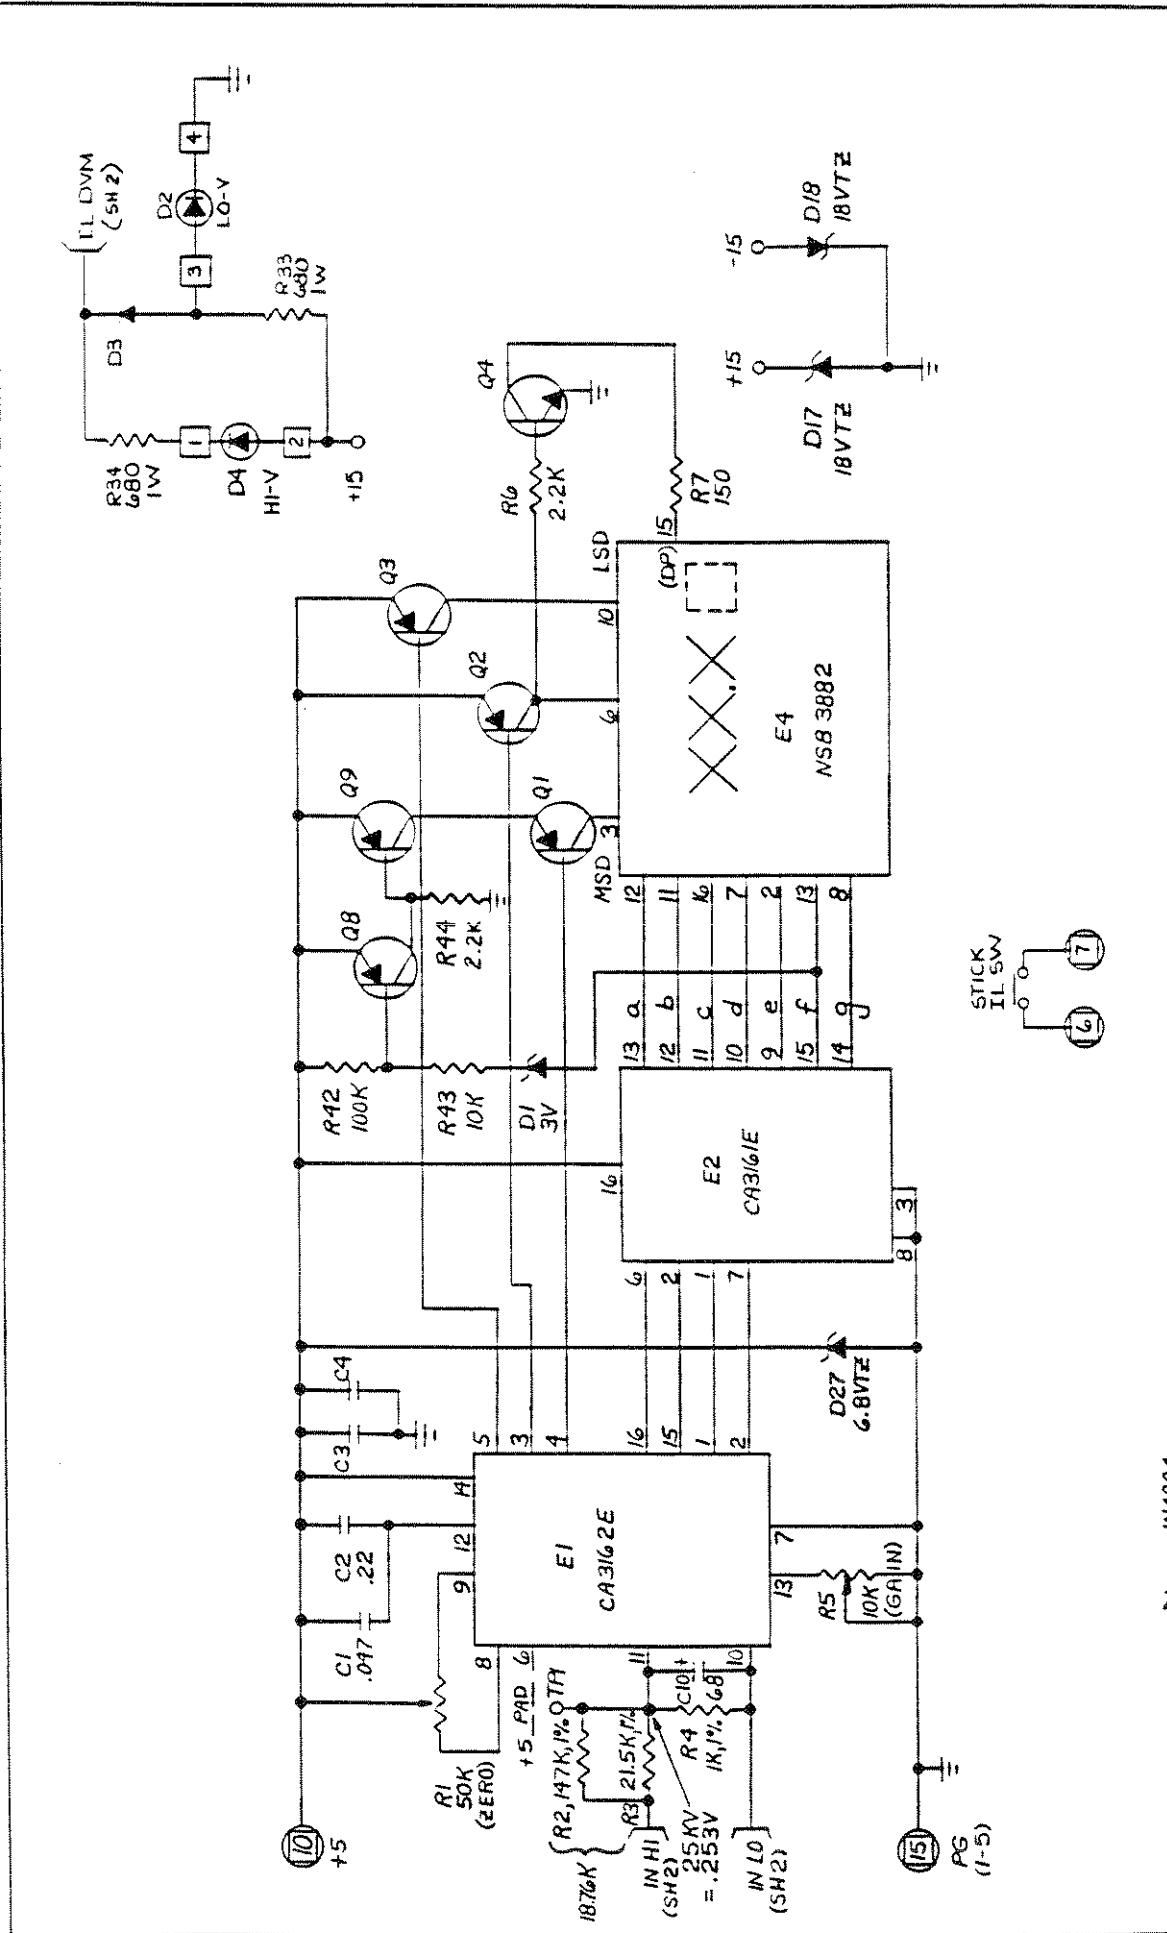 IL DVM
(SH 2)
D3
R34
680
1W
1
D4
HI-V
2
+15
R33
680
1W
3
D2
LO-V
4
10
+5
C1
.047
C2
.22
C3
C4
R1
50K
(ZERO)
+5 PAD
TP1
R2, 147K, 1%
18.76K
R3
21.5K, 1%
IN HI
(SH2)
.25KV
= .253V
R4
1K, 1%
C10 +
68
IN LO
(SH2)
9
12
14
8
6
11
10
5
3
4
16
15
1
2
13
7
E1
CA3162E
R5
10K
(GAIN)
15
PG
(1-5)
D27
6.8VTZ
R42
100K
R43
10K
D1
3V
Q8
Q9
R44
2.2K
Q1
Q2
Q3
Q4
R6
2.2K
R7
150
16
6
2
1
7
8
3
E2
CA3161E
13 a 12
12 b 11
11 c 16
10 d 7
9 e 2
15 f 13
14 g 8
MSD
3
6
10
LSD
(DP) 15
XX.X
E4
NSB 3882
+15
D17
18VTZ
-15
D18
18VTZ
STICK
IL SW
6
7